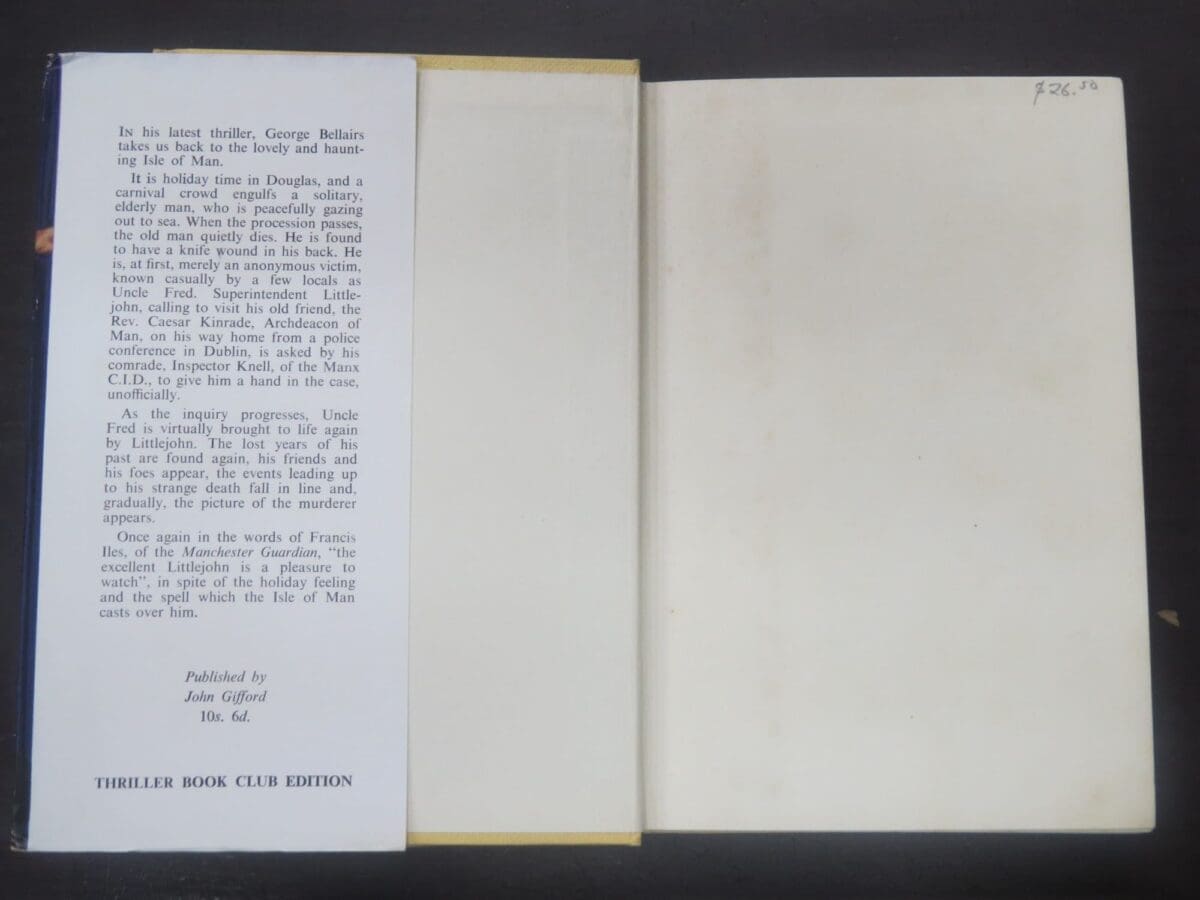 IN his latest thriller, George Bellairs
takes us back to the lovely and haunt-
ing Isle of Man.
It is holiday time in Douglas, and a
carnival crowd engulfs a solitary,
elderly man, who is peacefully gazing
out to sea. When the procession passes,
the old man quietly dies. He is found
to have a knife wound in his back. He
is, at first, merely an anonymous victim,
known casually by a few locals as
Uncle Fred. Superintendent Little-
john, calling to visit his old friend, the
Rev. Caesar Kinrade, Archdeacon of
Man, on his way home from a police
conference in Dublin, is asked by his
comrade, Inspector Knell, of the Manx
C.I.D., to give him a hand in the case,
unofficially.
As the inquiry progresses, Uncle
Fred is virtually brought to life again
by Littlejohn. The lost years of his
past are found again, his friends and
his foes appear, the events leading up
to his strange death fall in line and,
gradually, the picture of the murderer
appears.
Once again in the words of Francis
Iles, of the Manchester Guardian, “the
excellent Littlejohn is a pleasure to
watch”, in spite of the holiday feeling
and the spell which the Isle of Man
casts over him.
Published by
John Gifford
10s. 6d.
THRILLER BOOK CLUB EDITION
$26.50